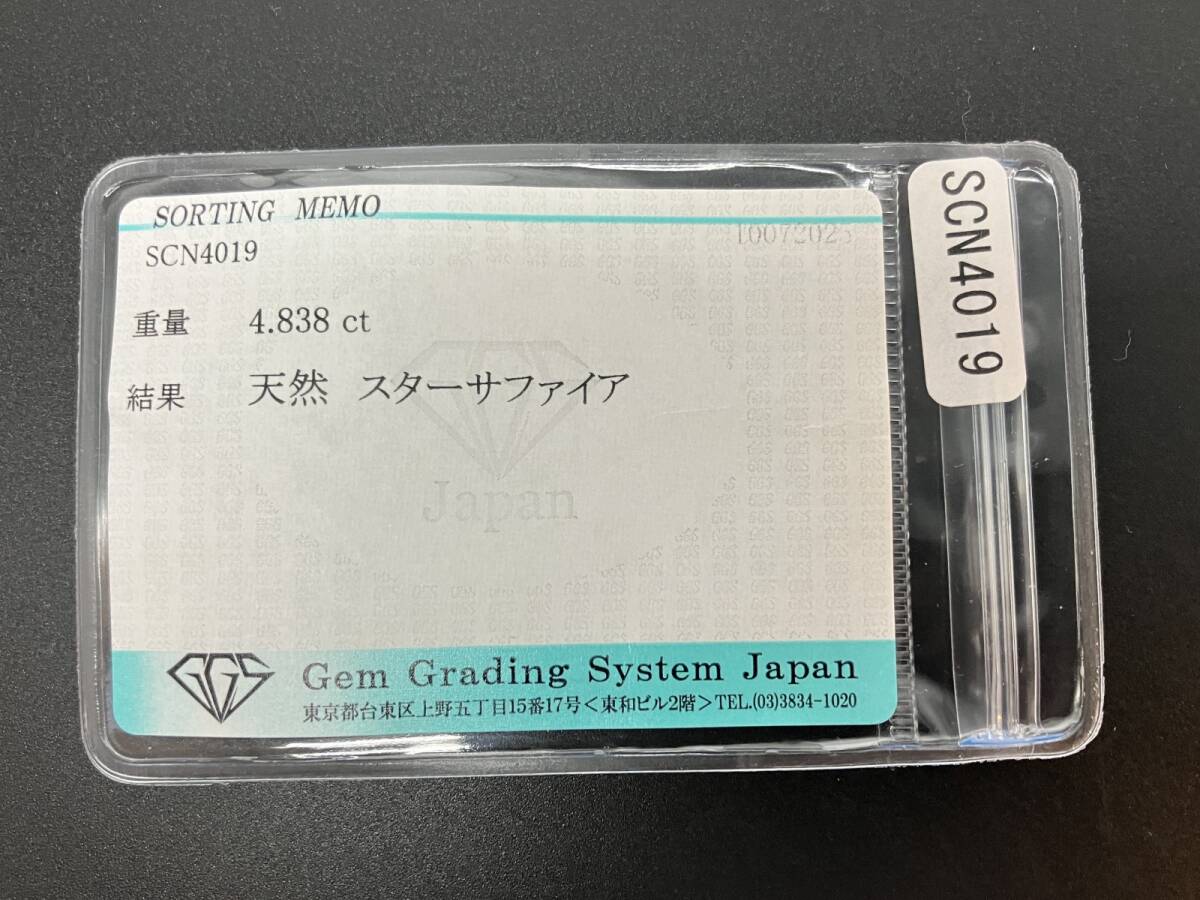 SORTING MEMO
SCN4019
重量 4.838 ct
結果 天然 スターサファイア
Japan
GGS Gem Grading System Japan
東京都台東区上野五丁目15番17号＜東和ビル2階＞TEL.(03)3834-1020
SCN4019